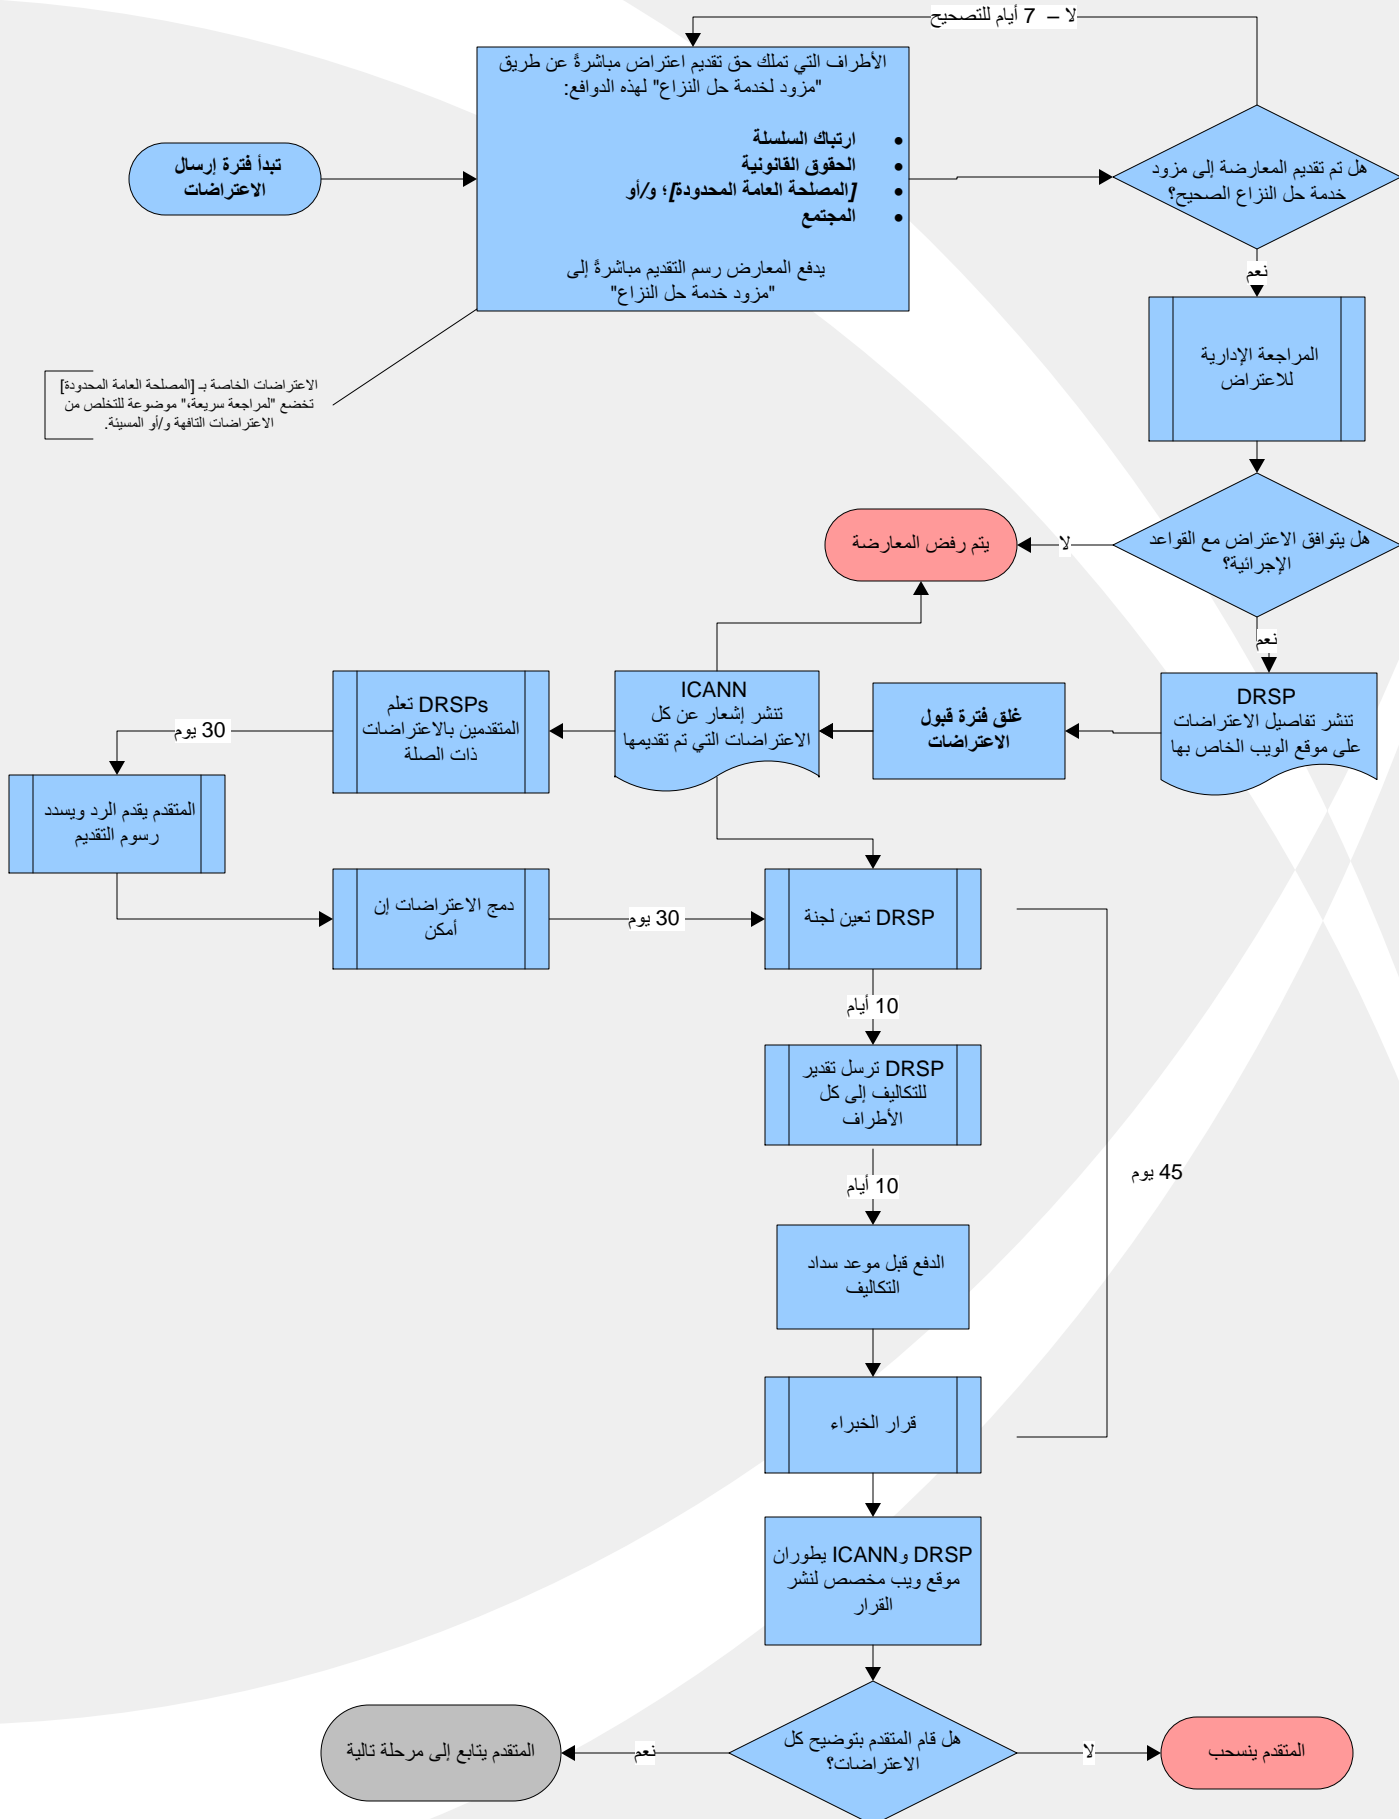 لا – 7 أيام للتصحيح
الأطراف التي تملك حق تقديم اعتراض مباشرةً عن طريق
"مزود لخدمة حل النزاع" لهذه الدوافع:
• ارتباك السلسلة
• الحقوق القانونية
• [المصلحة العامة المحدودة]؛ و/أو
• المجتمع
يدفع المعارض رسم التقديم مباشرةً إلى
"مزود خدمة حل النزاع"
تبدأ فترة إرسال
الاعتراضات
هل تم تقديم المعارضة إلى مزود
خدمة حل النزاع الصحيح؟
نعم
المراجعة الإدارية
للاعتراض
الاعتراضات الخاصة بـ [المصلحة العامة المحدودة]
تخضع "لمراجعة سريعة،" موضوعة للتخلص من
الاعتراضات التافهة و/أو المسيئة.
هل يتوافق الاعتراض مع القواعد
الإجرائية؟
لا
يتم رفض المعارضة
نعم
DRSP
تنشر تفاصيل الاعتراضات
على موقع الويب الخاص بها
غلق فترة قبول
الاعتراضات
ICANN
تنشر إشعار عن كل
الاعتراضات التي تم تقديمها
DRSPs تعلم
المتقدمين بالاعتراضات
ذات الصلة
30 يوم
المتقدم يقدم الرد ويسدد
رسوم التقديم
دمج الاعتراضات إن
أمكن
30 يوم
DRSP تعين لجنة
10 أيام
DRSP ترسل تقدير
للتكاليف إلى كل
الأطراف
10 أيام
45 يوم
الدفع قبل موعد سداد
التكاليف
قرار الخبراء
DRSP وICANN يطوران
موقع ويب مخصص لنشر
القرار
هل قام المتقدم بتوضيح كل
الاعتراضات؟
لا
المتقدم ينسحب
نعم
المتقدم يتابع إلى مرحلة تالية